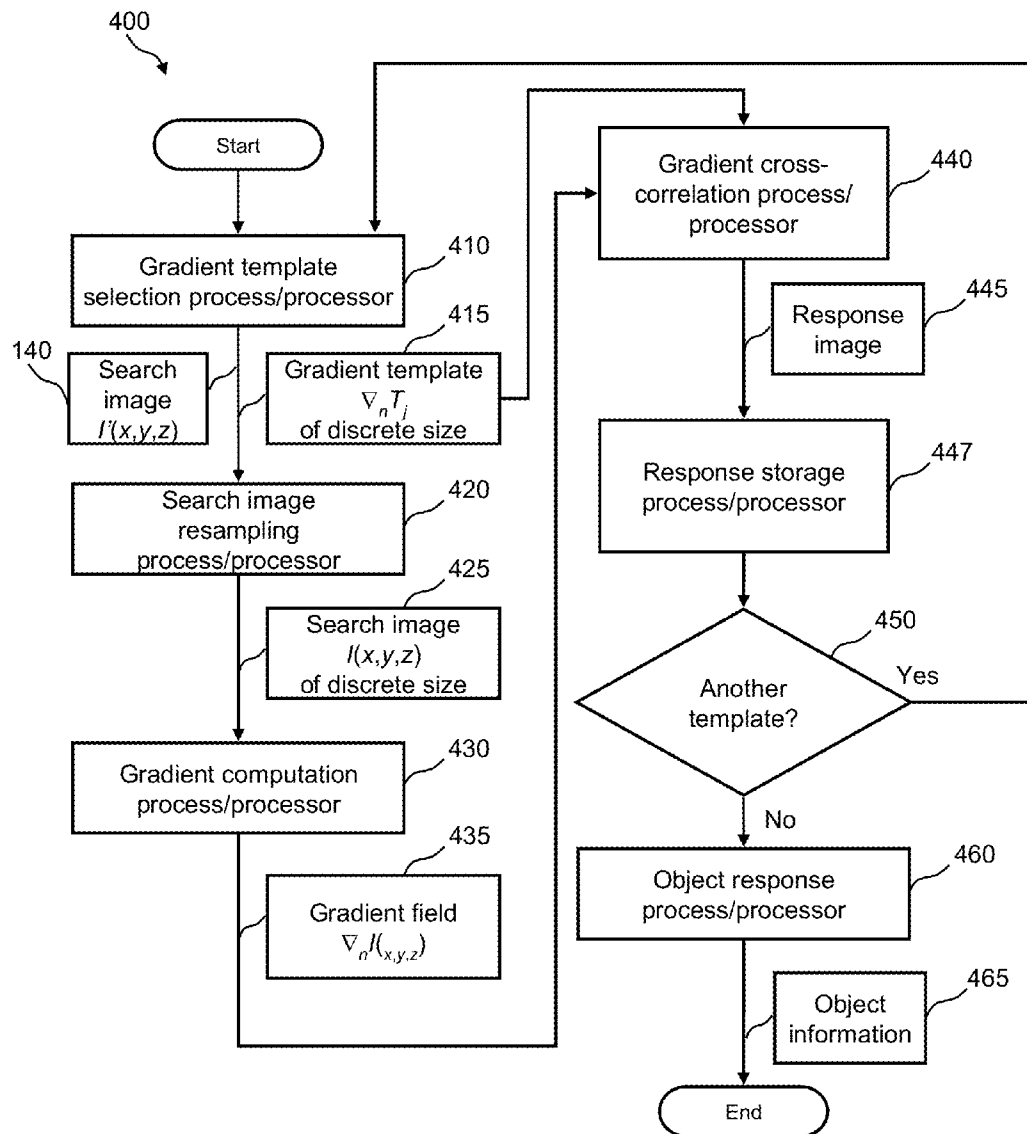 400
Start
Gradient template
selection process/processor
410
140
Search
image
I'(x,y,z)
415
Gradient template
∇nTj
of discrete size
Search image
resampling
process/processor
420
425
Search image
I(x,y,z)
of discrete size
Gradient computation
process/processor
430
435
Gradient field
∇nI(x,y,z)
Gradient cross-
correlation process/
processor
440
445
Response
image
Response storage
process/processor
447
450
Another
template?
Yes
No
Object response
process/processor
460
465
Object
information
End